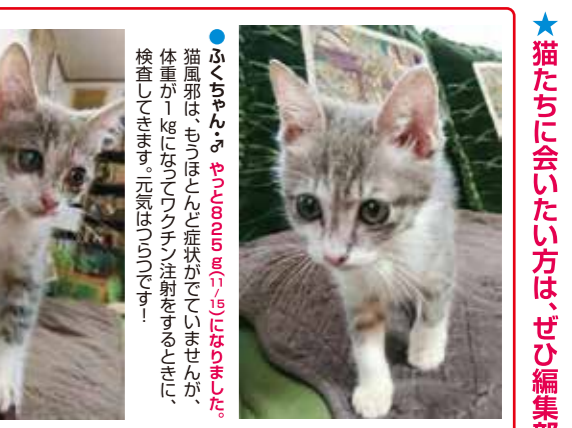 ★猫たちに会いたい方は、ぜひ編集
●ふくちゃん・♂ やっと825g(11/15)になりました。
猫風邪は、もうほとんど症状がでていませんが、
体重が1kgになってワクチン注射をするときに、
検査してきます。元気はつらつです!